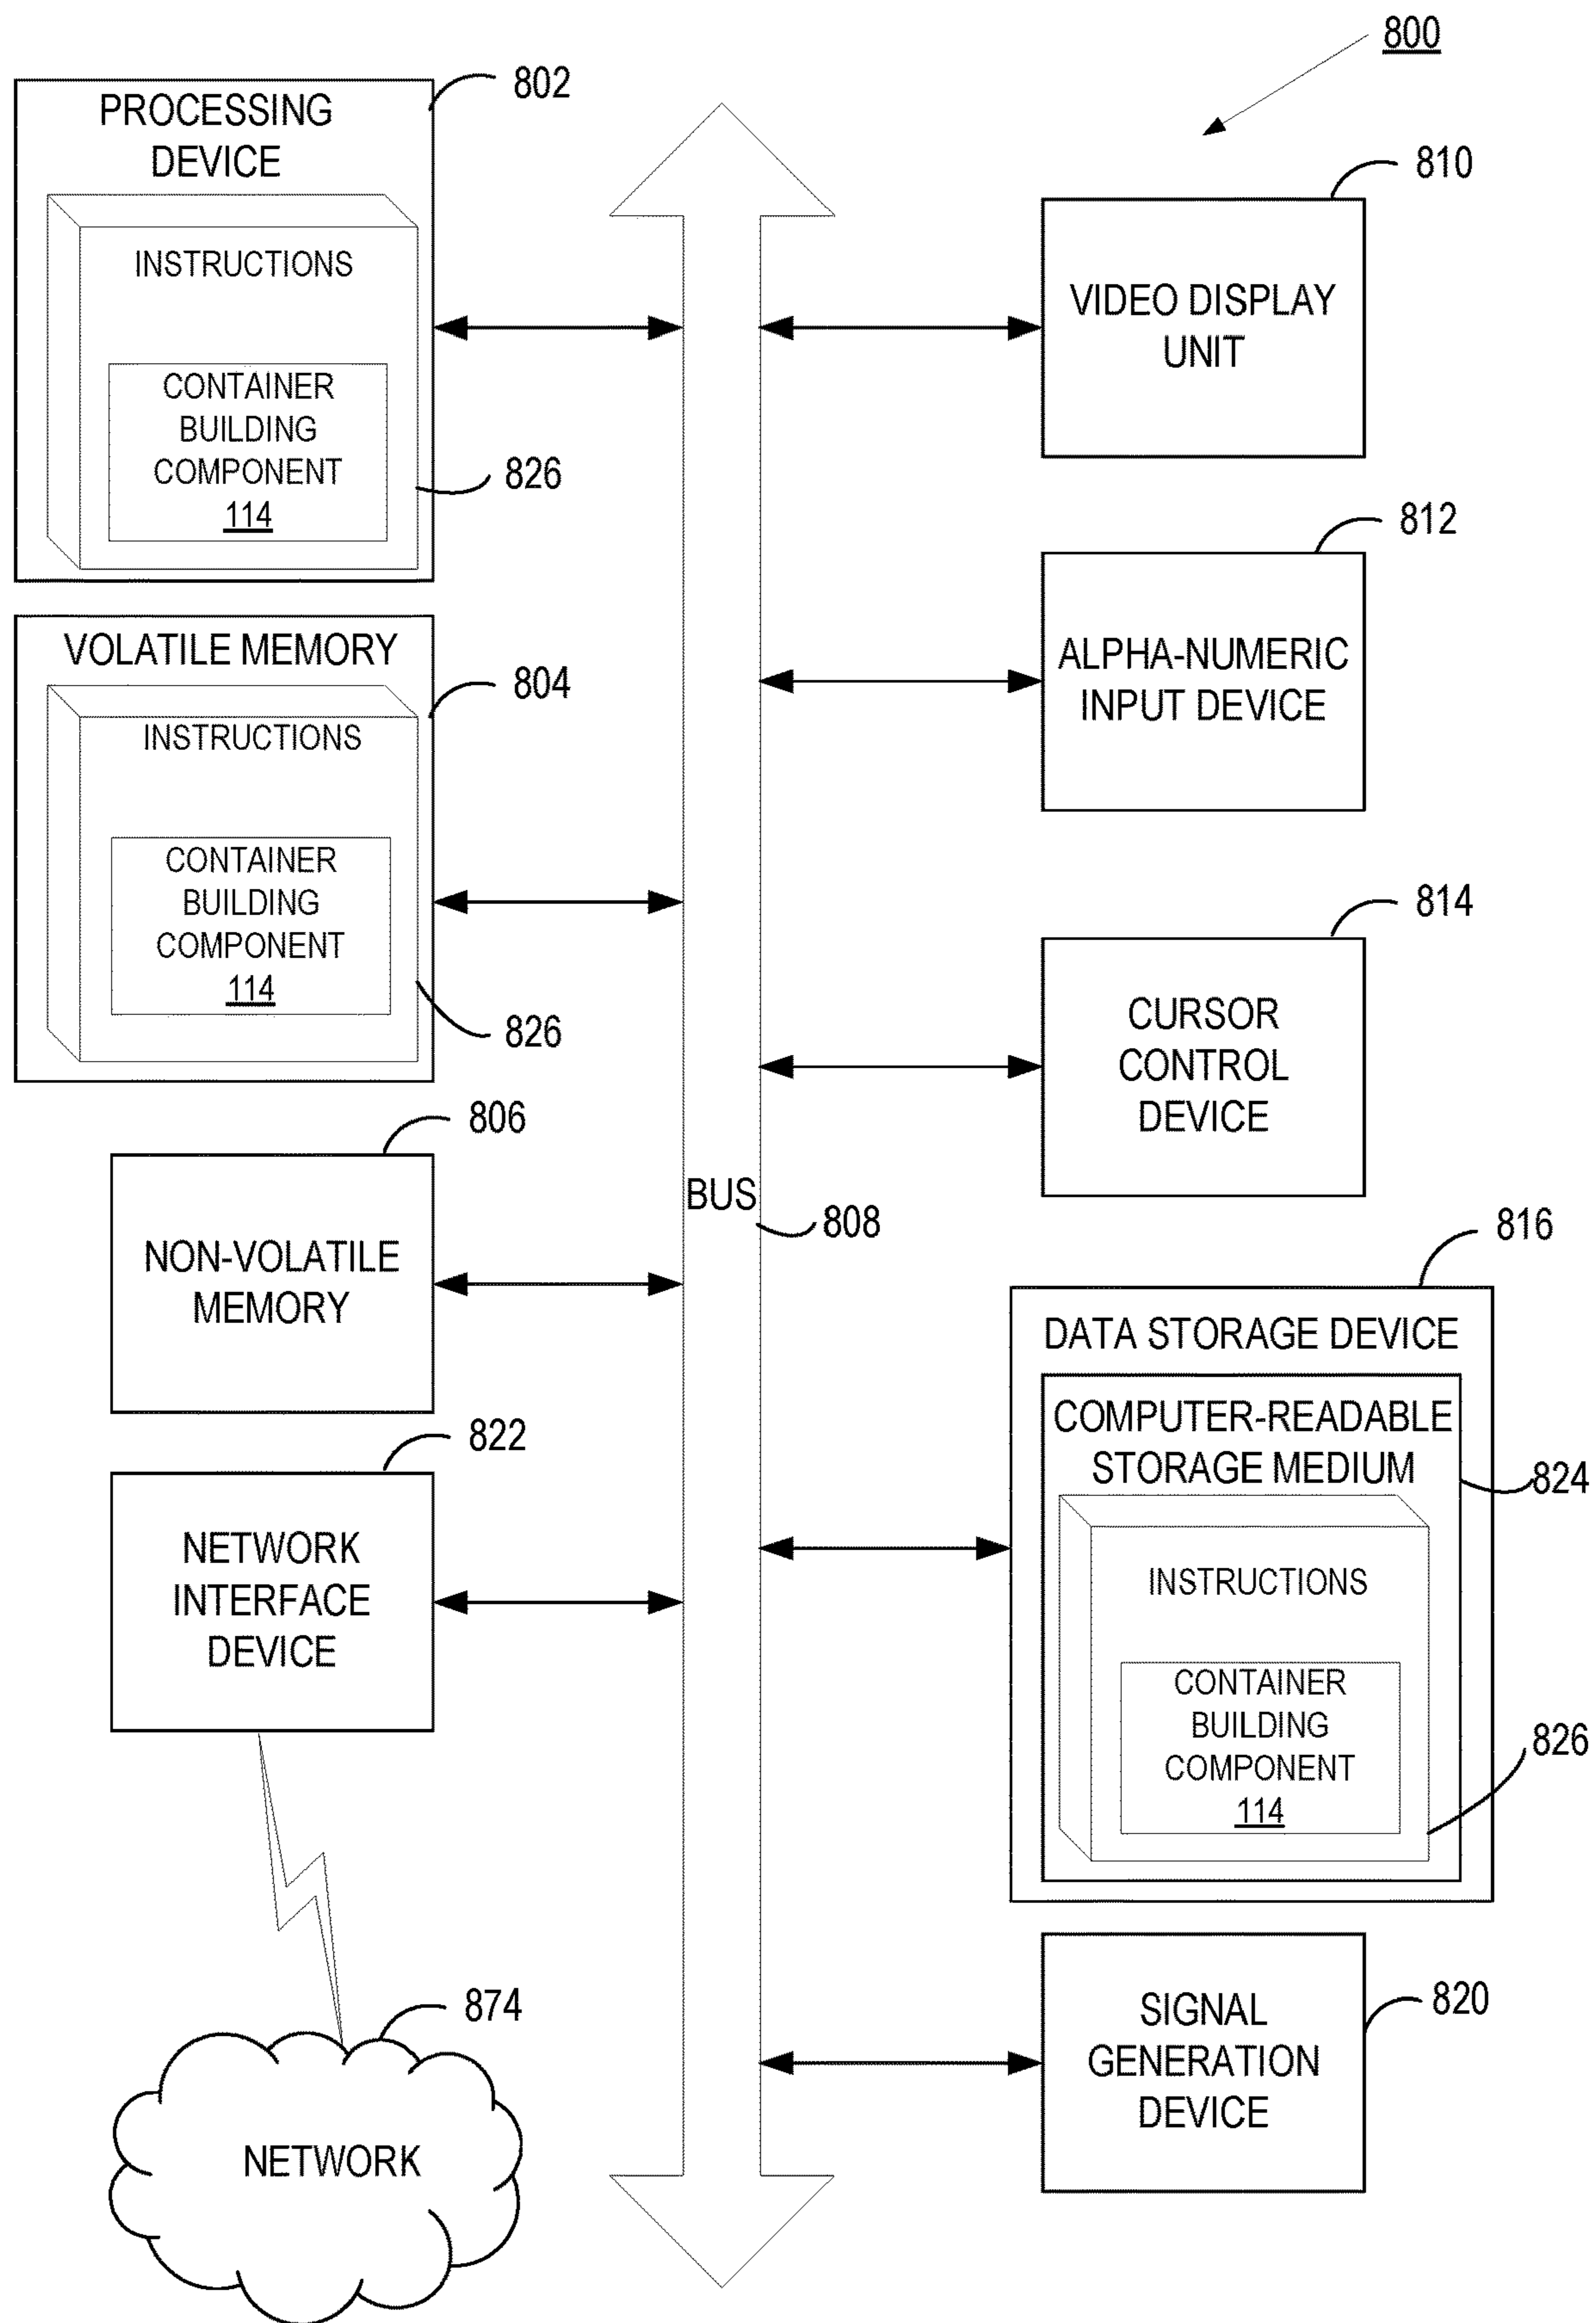 800
802
PROCESSING
DEVICE
INSTRUCTIONS
CONTAINER
BUILDING
COMPONENT
114
826
VOLATILE MEMORY
804
INSTRUCTIONS
CONTAINER
BUILDING
COMPONENT
114
826
806
NON-VOLATILE
MEMORY
822
NETWORK
INTERFACE
DEVICE
874
NETWORK
BUS
808
810
VIDEO DISPLAY
UNIT
812
ALPHA-NUMERIC
INPUT DEVICE
814
CURSOR
CONTROL
DEVICE
816
DATA STORAGE DEVICE
COMPUTER-READABLE
STORAGE MEDIUM
824
INSTRUCTIONS
CONTAINER
BUILDING
COMPONENT
114
826
820
SIGNAL
GENERATION
DEVICE